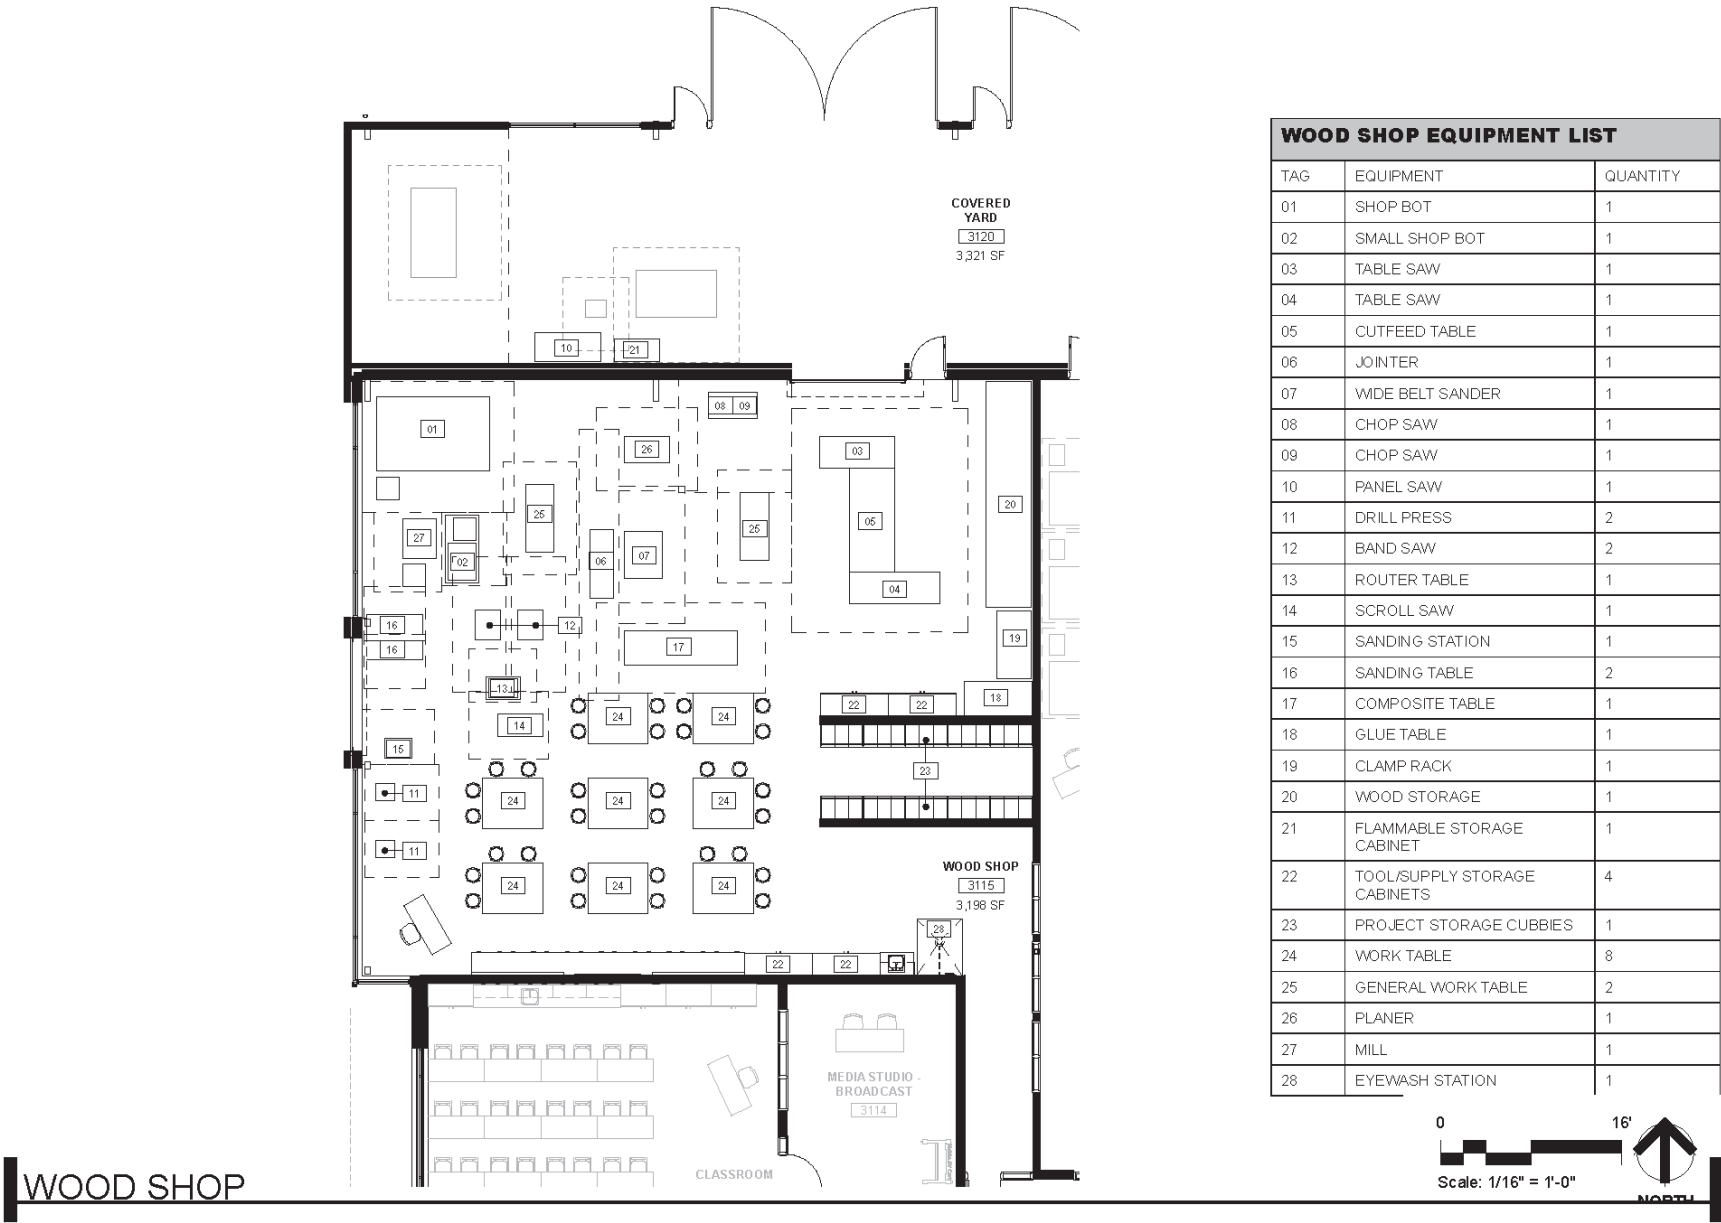 COVERED
YARD
3120
3,321 SF
10
21
01
08 09
26
03
25
25
20
27
05
02
06
07
04
16
12
16
17
19
13
14
24
24
22
22
18
15
23
11
24
24
24
11
24
24
24
WOOD SHOP
3115
3,198 SF
28
22
22
MEDIA STUDIO -
BROADCAST
3114
CLASSROOM
WOOD SHOP EQUIPMENT LIST
TAG EQUIPMENT QUANTITY
01 SHOP BOT 1
02 SMALL SHOP BOT 1
03 TABLE SAW 1
04 TABLE SAW 1
05 CUTFEED TABLE 1
06 JOINTER 1
07 WIDE BELT SANDER 1
08 CHOP SAW 1
09 CHOP SAW 1
10 PANEL SAW 1
11 DRILL PRESS 2
12 BAND SAW 2
13 ROUTER TABLE 1
14 SCROLL SAW 1
15 SANDING STATION 1
16 SANDING TABLE 2
17 COMPOSITE TABLE 1
18 GLUE TABLE 1
19 CLAMP RACK 1
20 WOOD STORAGE 1
21 FLAMMABLE STORAGE 1
CABINET
22 TOOL/SUPPLY STORAGE 4
CABINETS
23 PROJECT STORAGE CUBBIES 1
24 WORK TABLE 8
25 GENERAL WORK TABLE 2
26 PLANER 1
27 MILL 1
28 EYEWASH STATION 1
0 16'
Scale: 1/16" = 1'-0"
NORTH
WOOD SHOP